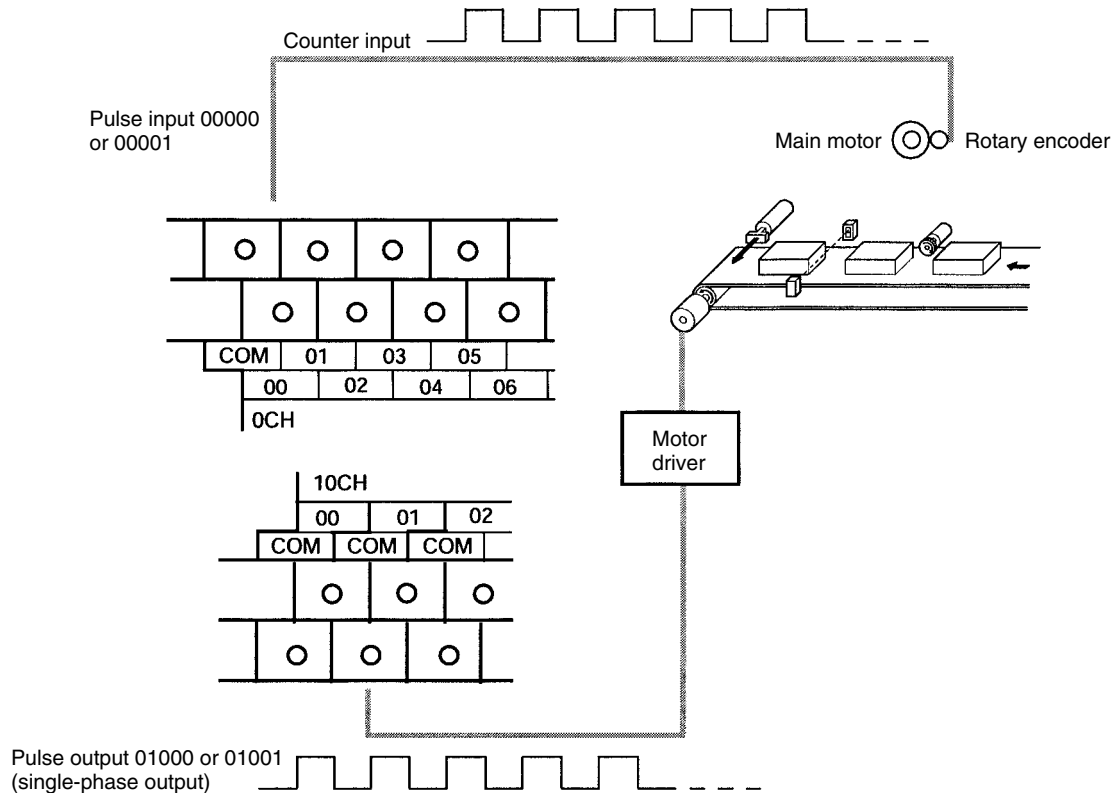 Counter input
Pulse input 00000
or 00001
Main motor
Rotary encoder
COM 01 03 05
00 02 04 06
0CH
Motor
driver
10CH
00 01 02
COM COM COM
Pulse output 01000 or 01001
(single-phase output)